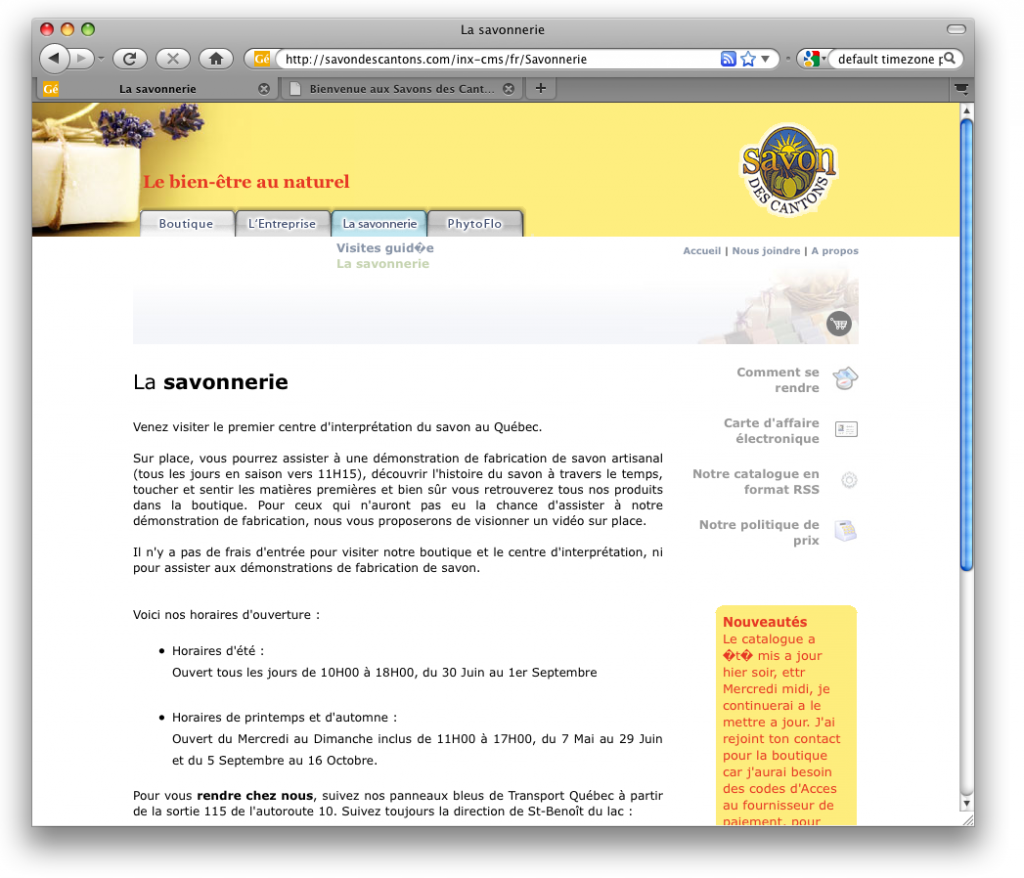 La savonnerie
http://savondescantons.com/inx-cms/fr/Savonnerie
default timezone p
Gé
La savonnerie
Bienvenue aux Savons des Cant...
savon
DES CANTONS
Le bien-être au naturel
Boutique
L'Entreprise
La savonnerie
PhytoFlo
Visites guid�e
La savonnerie
Accueil | Nous joindre | A propos
La savonnerie
Venez visiter le premier centre d'interprétation du savon au Québec.
Sur place, vous pourrez assister à une démonstration de fabrication de savon artisanal
(tous les jours en saison vers 11H15), découvrir l'histoire du savon à travers le temps,
toucher et sentir les matières premières et bien sûr vous retrouverez tous nos produits
dans la boutique. Pour ceux qui n'auront pas eu la chance d'assister à notre
démonstration de fabrication, nous vous proposerons de visionner un vidéo sur place.
Il n'y a pas de frais d'entrée pour visiter notre boutique et le centre d'interprétation, ni
pour assister aux démonstrations de fabrication de savon.
Voici nos horaires d'ouverture :
• Horaires d'été :
Ouvert tous les jours de 10H00 à 18H00, du 30 Juin au 1er Septembre
• Horaires de printemps et d'automne :
Ouvert du Mercredi au Dimanche inclus de 11H00 à 17H00, du 7 Mai au 29 Juin
et du 5 Septembre au 16 Octobre.
Pour vous rendre chez nous, suivez nos panneaux bleus de Transport Québec à partir
de la sortie 115 de l'autoroute 10. Suivez toujours la direction de St-Benoît du lac :
Comment se
rendre
Carte d'affaire
électronique
Notre catalogue en
format RSS
Notre politique de
prix
Nouveautés
Le catalogue a
�t� mis a jour
hier soir, ettr
Mercredi midi, je
continuerai a le
mettre a jour. J'ai
rejoint ton contact
pour la boutique
car j'aurai besoin
des codes d'Acces
au fournisseur de
paiement, pour